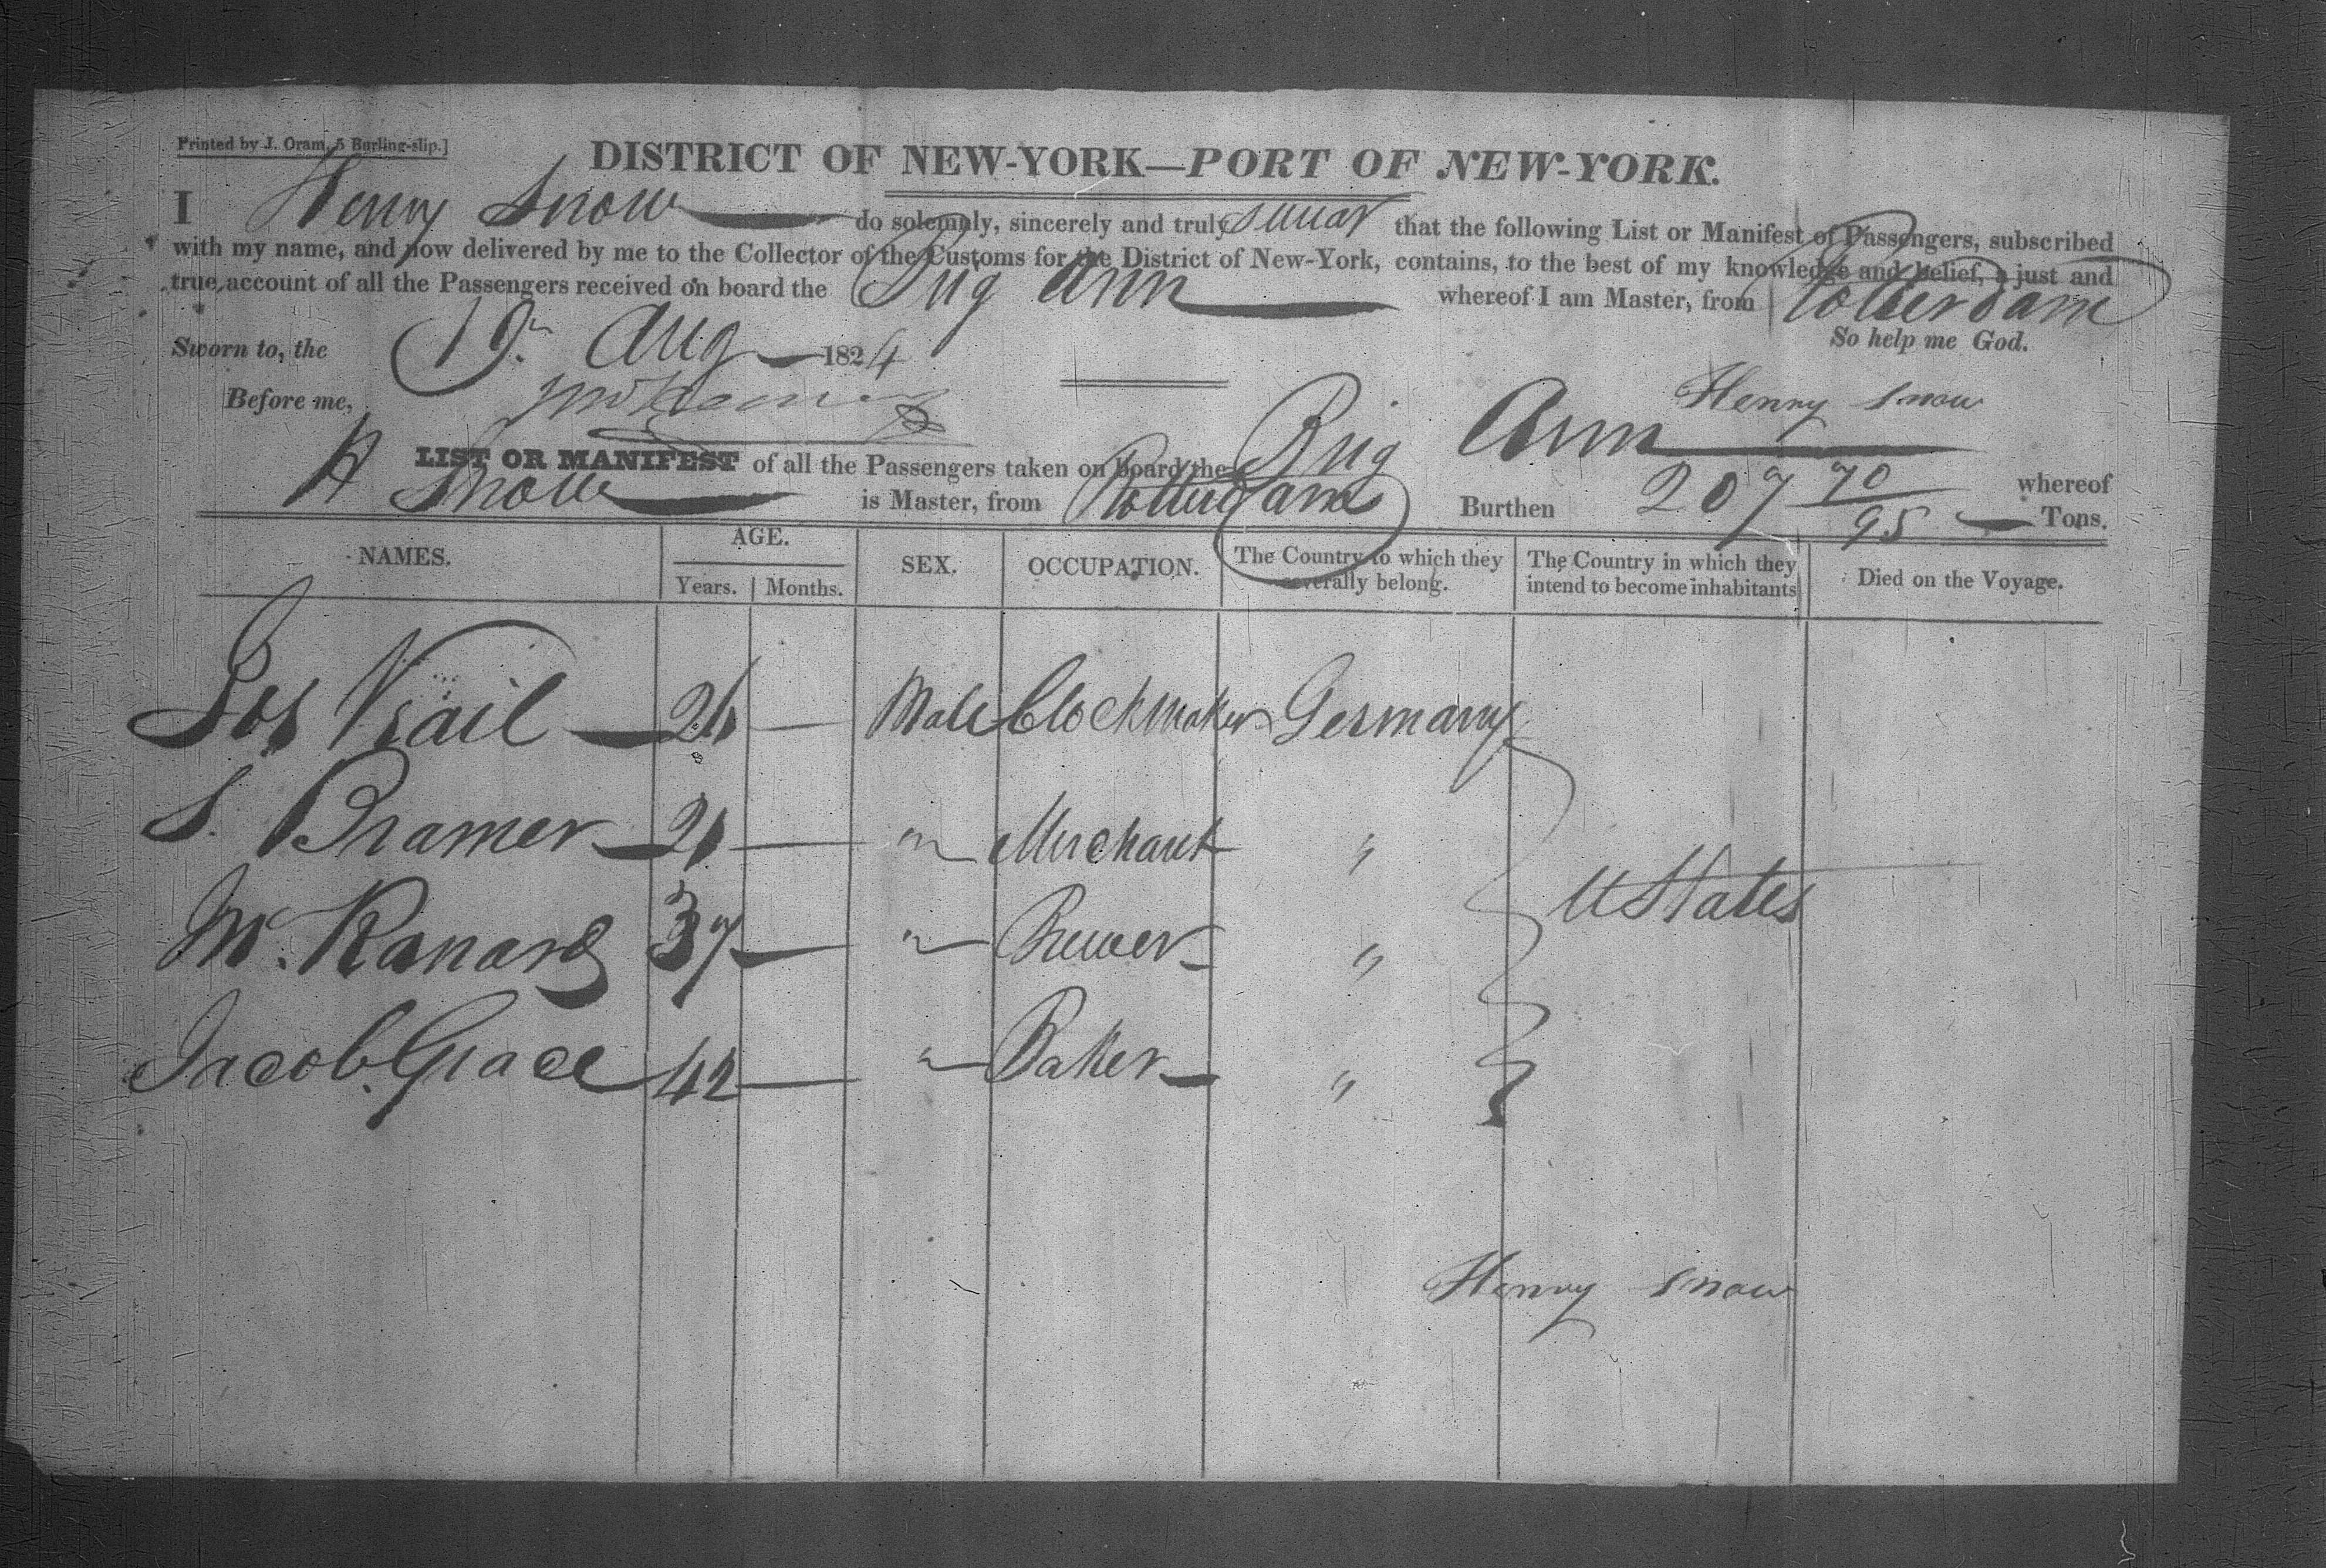 Printed by J. Oram, 5 Burling-slip.]
DISTRICT OF NEW-YORK—PORT OF NEW-YORK.
I Henry Snow do solemnly, sincerely and truly swear that the following List or Manifest of Passengers, subscribed
with my name, and now delivered by me to the Collector of the Customs for the District of New-York, contains, to the best of my knowledge and belief, a just and
true account of all the Passengers received on board the Brig Ann whereof I am Master, from Rotterdam
Sworn to, the 19 Aug 1824 So help me God.
Before me, Henry Snow
LIST OR MANIFEST of all the Passengers taken on board the Brig Ann whereof
H Snow is Master, from Rotterdam Burthen 207 70/95 Tons.
NAMES. AGE. SEX. OCCUPATION. The Country to which they severally belong. The Country in which they intend to become inhabitants Died on the Voyage.
Years. Months.
Jos Vrail 26 — Male Clockmaker Germany
S. Bramer 21 — " Merchant "
U States
M. Ranard 37 — " Brewer "
Jacob Grace 42 — " Baker "
Henry Snow